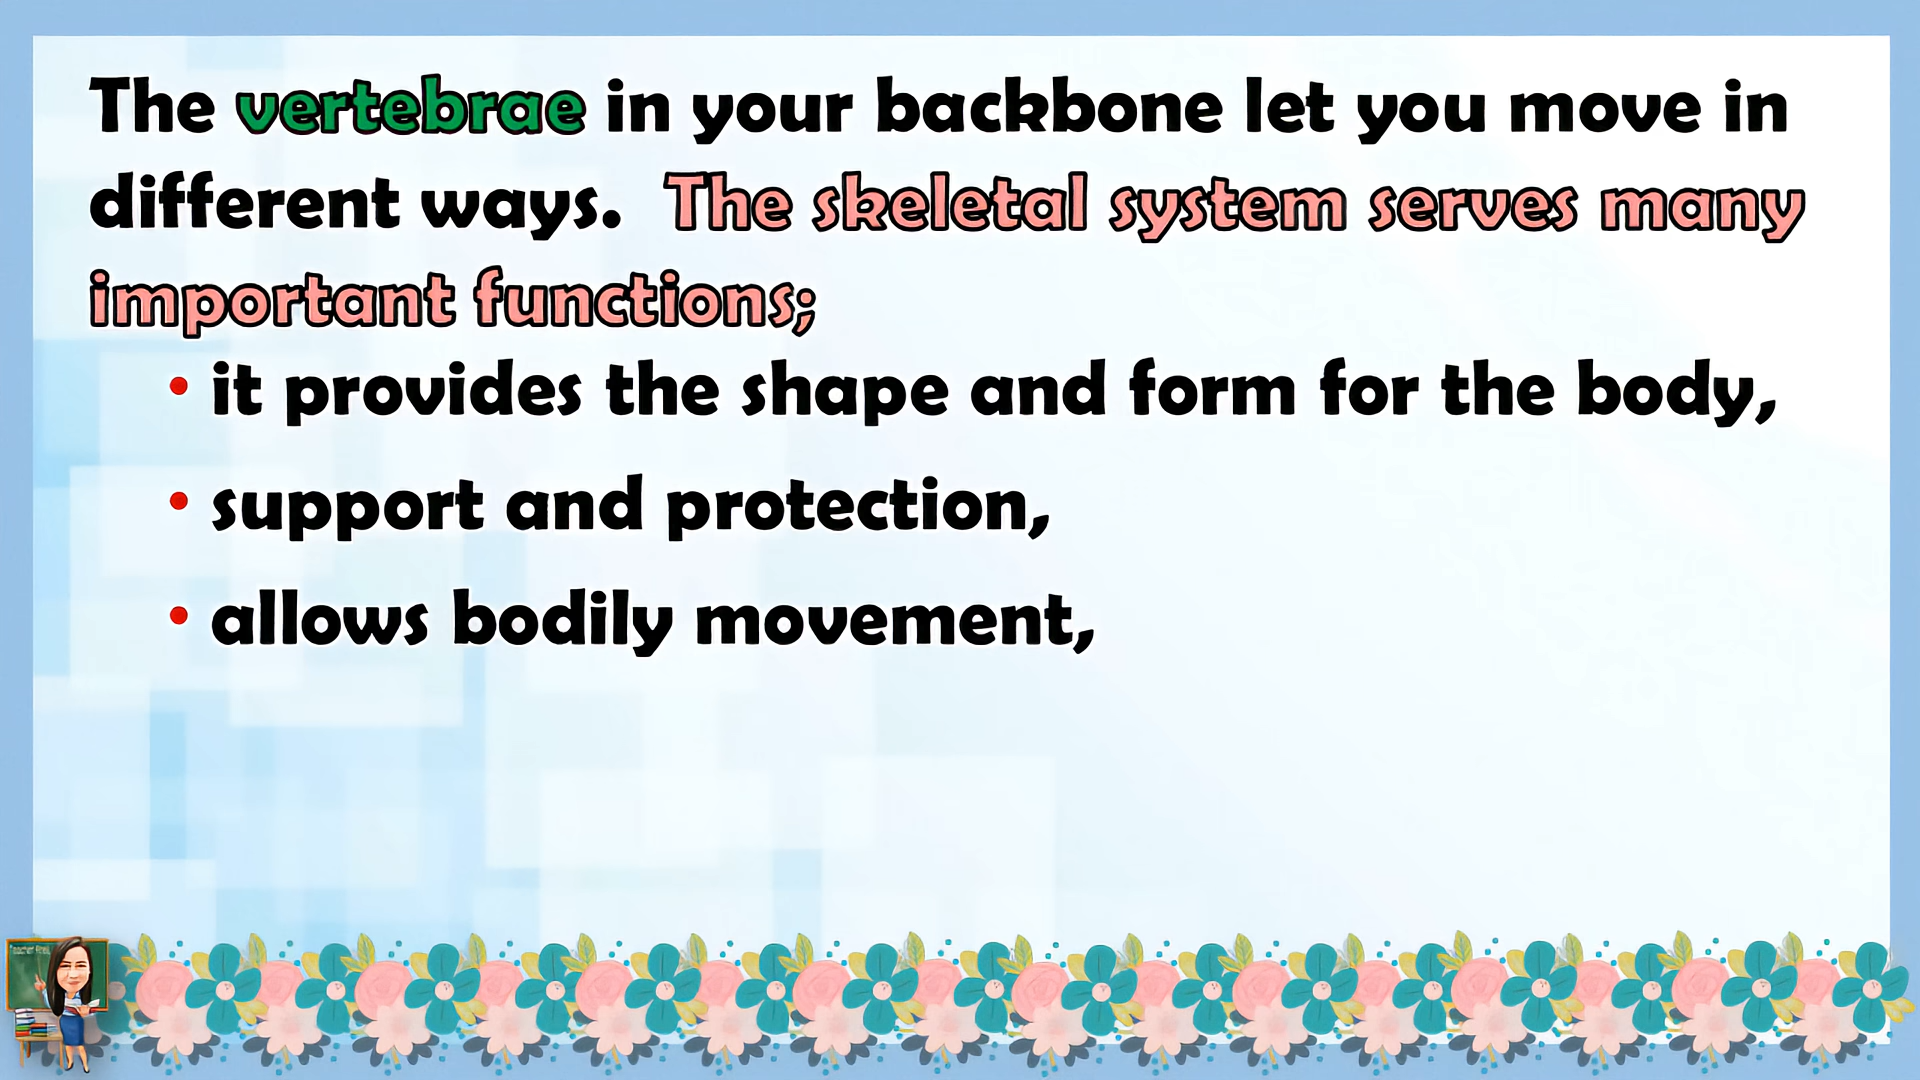 The vertebrae in your backbone let you move in
different ways. The skeletal system serves many
important functions;
• it provides the shape and form for the body,
• support and protection,
• allows bodily movement,